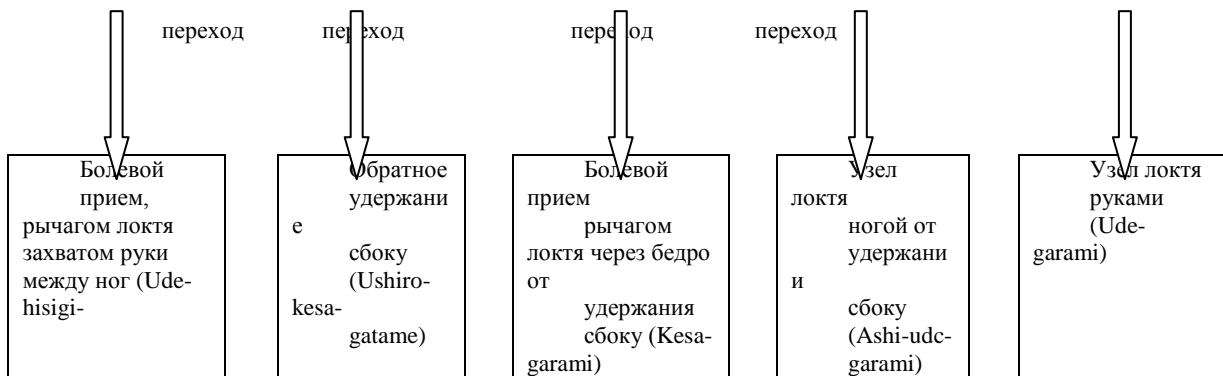 переход переход переход переход
Болевой
прием,
рычагом локтя
захватом руки
между ног (Ude-
hisigi-
Обратное
удержани
е
сбоку
(Ushiro-
kesa-
gatame)
Болевой
прием
рычагом
локтя через бедро
от
удержания
сбоку (Kesa-
garami)
Узел
локтя
ногой от
удержани
и
сбоку
(Ashi-udc-
garami)
Узел локтя
руками
(Ude-
garami)